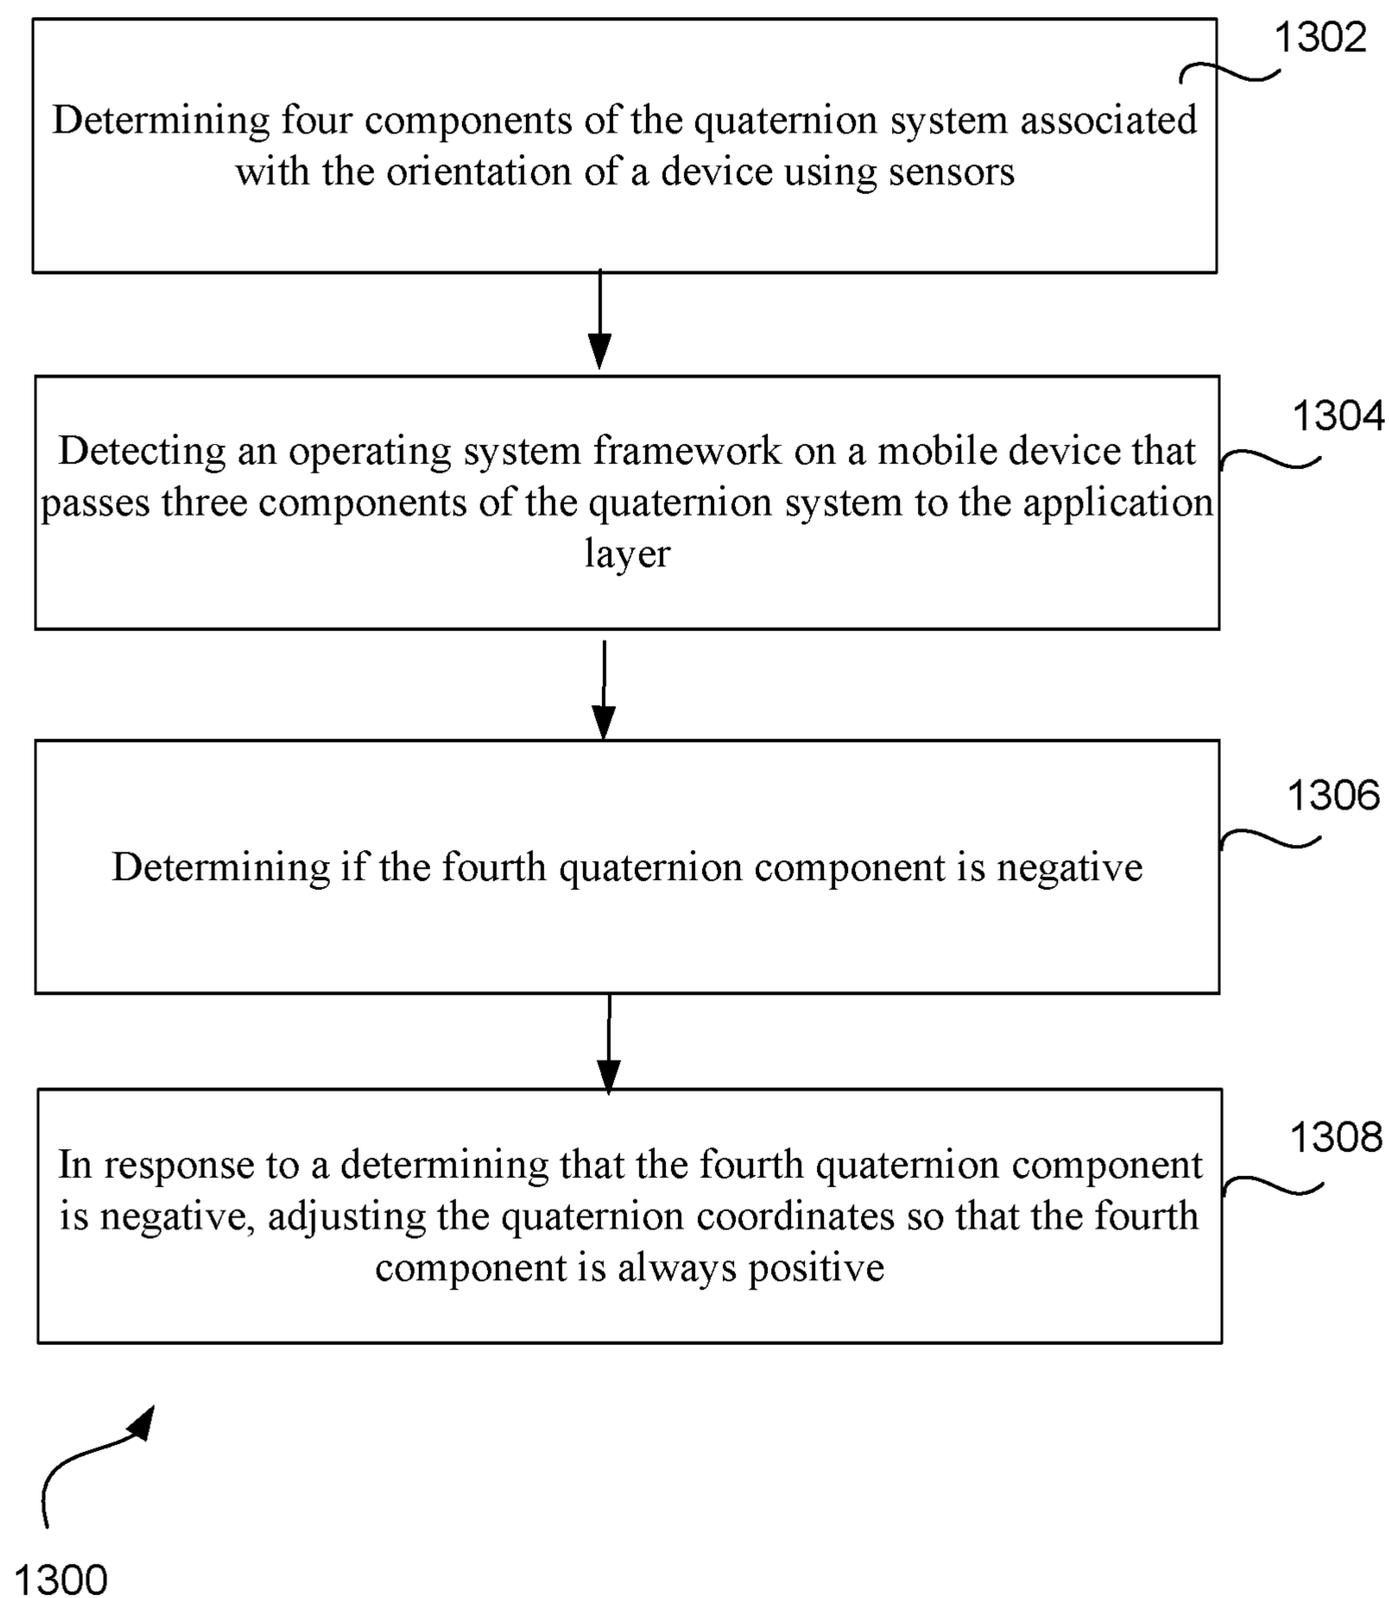 1302
Determining four components of the quaternion system associated
with the orientation of a device using sensors
1304
Detecting an operating system framework on a mobile device that
passes three components of the quaternion system to the application
layer
1306
Determining if the fourth quaternion component is negative
1308
In response to a determining that the fourth quaternion component
is negative, adjusting the quaternion coordinates so that the fourth
component is always positive
1300